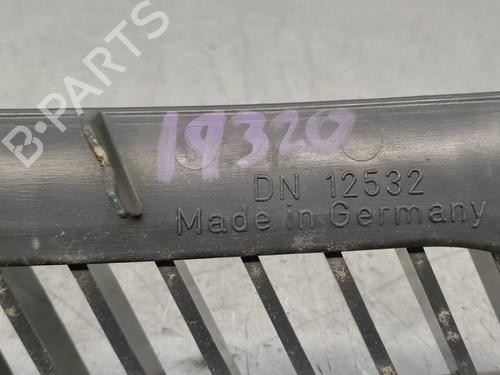 B-PARTS
19320
DN 12532
Made in Germany